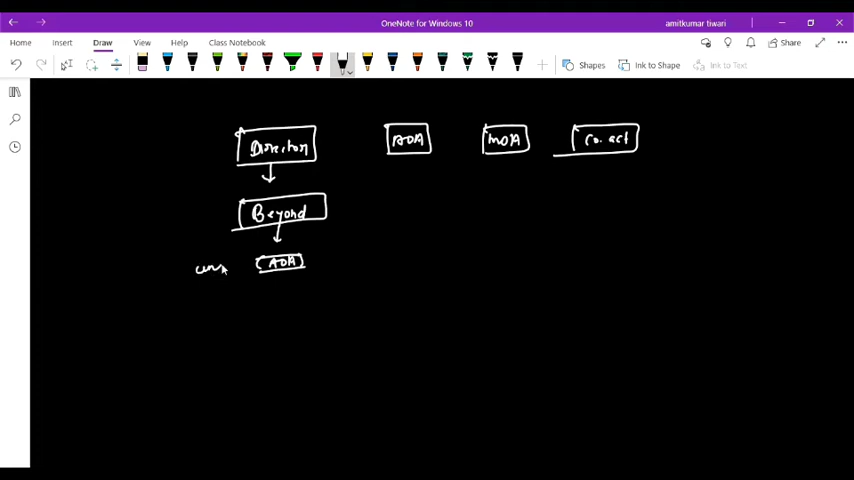 OneNote for Windows 10
amitkumar tiwari
Home Insert Draw View Help Class Notebook
Share
Shapes Ink to Shape Ink to Text
Director AOA MOA Co. act
Beyond
(AOA)